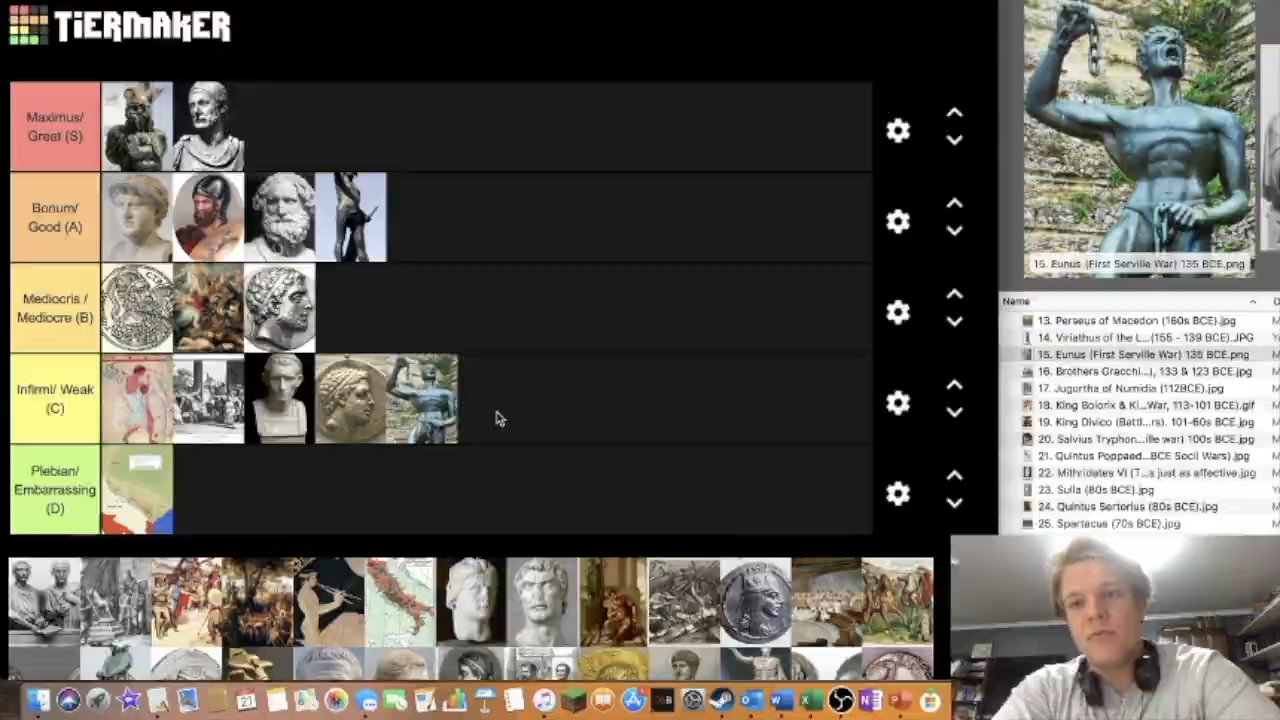 TIERMAKER
Maximus/
Great (S)
Bonum/
Good (A)
Mediocris /
Mediocre (B)
Infirmi/ Weak
(C)
Plebian/
Embarrassing
(D)
15. Eunus (First Serville War) 135 BCE.png
Name
13. Perseus of Macedon (160s BCE).jpg
14. Viriathus of the L...(155 - 139 BCE).JPG
15. Eunus (First Serville War) 135 BCE.png
16. Brothers Gracchi...), 133 & 123 BCE.jpg
17. Jugurtha of Numidia (112BCE).jpg
18. King Boiorix & Ki...War, 113-101 BCE).gif
19. King Divico (Battl...rs). 101-60s BCE.jpg
20. Salvius Tryphon...ille war) 100s BCE.jpg
21. Quintus Poppaed...BCE Socii Wars).jpg
22. Mithridates VI (T...s just as affective.jpg
23. Sulla (80s BCE).jpg
24. Quintus Sertorius (80s BCE).jpg
25. Spartacus (70s BCE).jpg